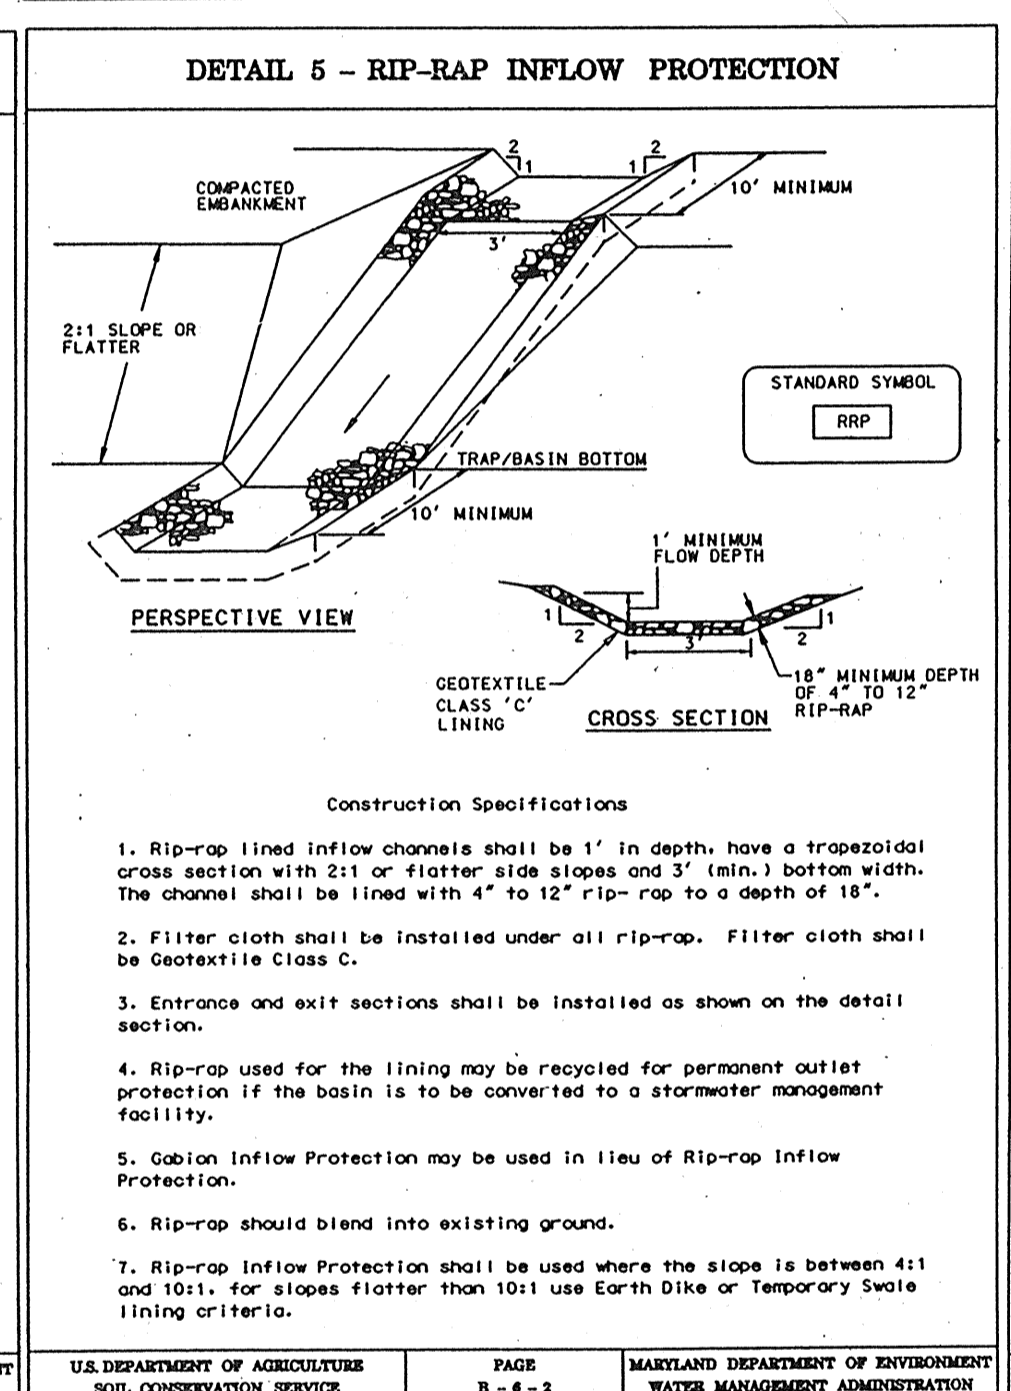 DETAIL 5 - RIP-RAP INFLOW PROTECTION
2
1
1
2
COMPACTED
EMBANKMENT
10' MINIMUM
3'
2:1 SLOPE OR
FLATTER
STANDARD SYMBOL
RRP
TRAP/BASIN BOTTOM
10' MINIMUM
1' MINIMUM
FLOW DEPTH
PERSPECTIVE VIEW
1
2
3'
1
2
GEOTEXTILE
CLASS 'C'
LINING
18" MINIMUM DEPTH
OF 4" TO 12"
RIP-RAP
CROSS SECTION
Construction Specifications
1. Rip-rap lined inflow channels shall be 1' in depth, have a trapezoidal
cross section with 2:1 or flatter side slopes and 3' (min.) bottom width.
The channel shall be lined with 4" to 12" rip- rap to a depth of 18".
2. Filter cloth shall be installed under all rip-rap. Filter cloth shall
be Geotextile Class C.
3. Entrance and exit sections shall be installed as shown on the detail
section.
4. Rip-rap used for the lining may be recycled for permanent outlet
protection if the basin is to be converted to a stormwater management
facility.
5. Gabion Inflow Protection may be used in lieu of Rip-rap Inflow
Protection.
6. Rip-rap should blend into existing ground.
7. Rip-rap Inflow Protection shall be used where the slope is between 4:1
and 10:1, for slopes flatter than 10:1 use Earth Dike or Temporary Swale
lining criteria.
U.S. DEPARTMENT OF AGRICULTURE
SOIL CONSERVATION SERVICE
PAGE
B - 6 - 2
MARYLAND DEPARTMENT OF ENVIRONMENT
WATER MANAGEMENT ADMINISTRATION